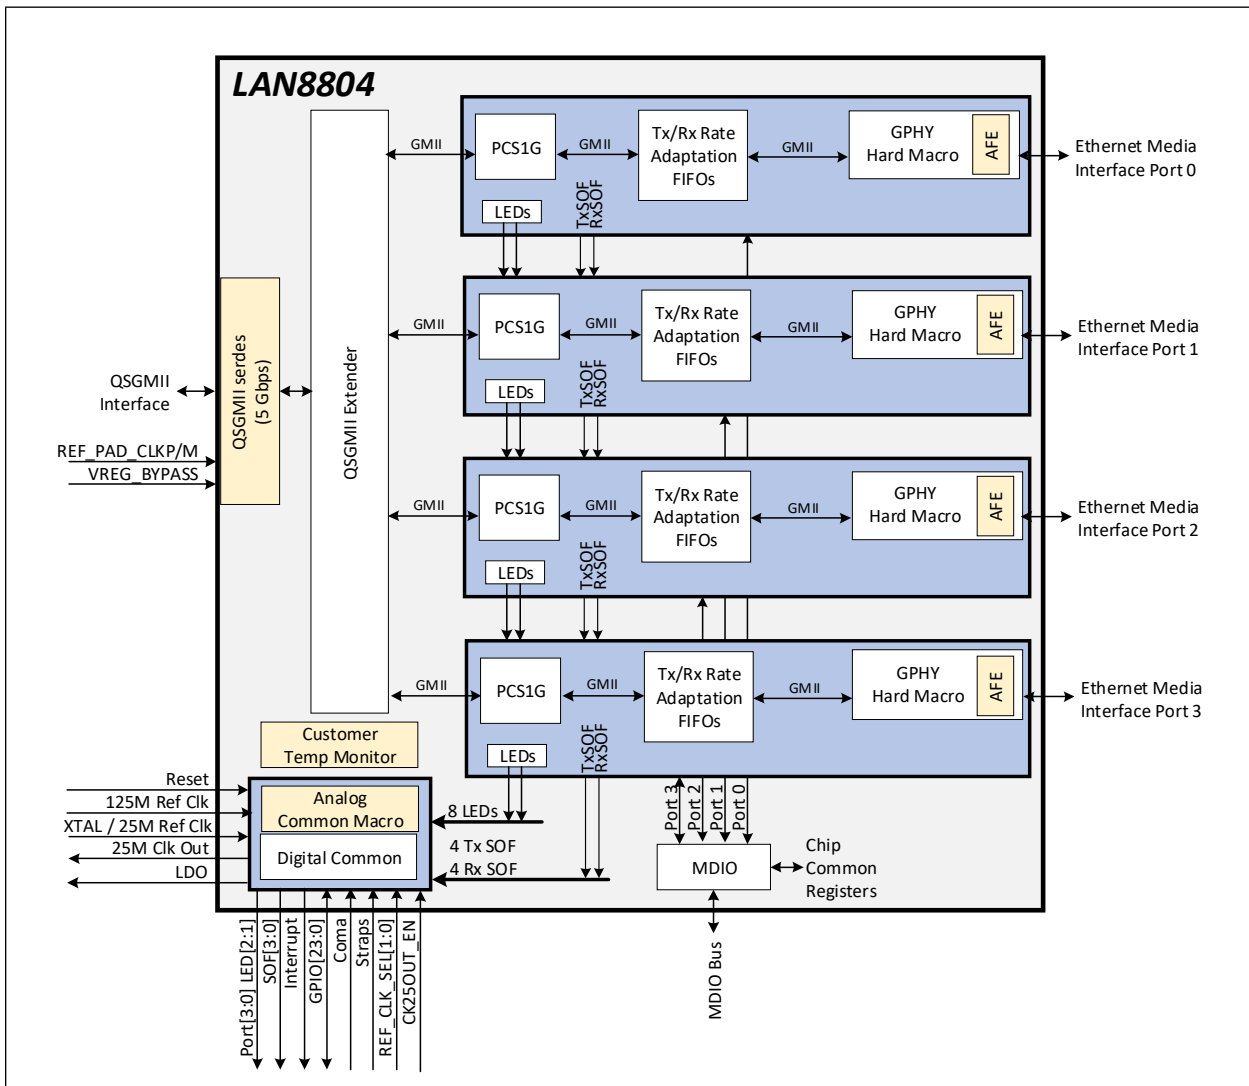 LAN8804
PCS1G
GMII
GMII
Tx/Rx Rate
Adaptation
FIFOs
GMII
GPHY
Hard Macro
AFE
Ethernet Media
Interface Port 0
LEDs
TxSOF
RxSOF
PCS1G
GMII
GMII
Tx/Rx Rate
Adaptation
FIFOs
GMII
GPHY
Hard Macro
AFE
Ethernet Media
Interface Port 1
LEDs
TxSOF
RxSOF
QSGMII
Interface
QSGMII serdes
(5 Gbps)
QSGMII Extender
REF_PAD_CLKP/M
VREG_BYPASS
PCS1G
GMII
GMII
Tx/Rx Rate
Adaptation
FIFOs
GMII
GPHY
Hard Macro
AFE
Ethernet Media
Interface Port 2
LEDs
TxSOF
RxSOF
PCS1G
GMII
GMII
Tx/Rx Rate
Adaptation
FIFOs
GMII
GPHY
Hard Macro
AFE
Ethernet Media
Interface Port 3
LEDs
TxSOF
RxSOF
Customer
Temp Monitor
Reset
125M Ref Clk
XTAL / 25M Ref Clk
25M Clk Out
LDO
Analog
Common Macro
Digital Common
8 LEDs
4 Tx SOF
4 Rx SOF
Port 3
Port 2
Port 1
Port 0
MDIO
Chip
Common
Registers
MDIO Bus
Port[3:0] LED[2:1]
SOF[3:0]
Interrupt
GPIO[23:0]
Coma
Straps
REF_CLK_SEL[1:0]
CK25OUT_EN